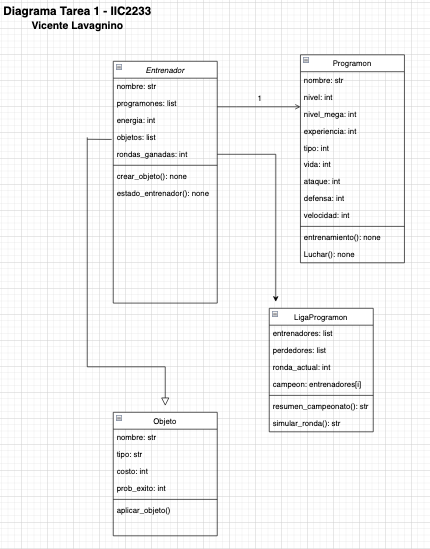 Diagrama Tarea 1 - IIC2233
Vicente Lavagnino
Entrenador
nombre: str
programones: list
energia: int
objetos: list
rondas_ganadas: int
crear_objeto(): none
estado_entrenador(): none
1
Programon
nombre: str
nivel: int
nivel_mega: int
experiencia: int
tipo: int
vida: int
ataque: int
defensa: int
velocidad: int
entrenamiento(): none
Luchar(): none
LigaProgramon
entrenadores: list
perdedores: list
ronda_actual: int
campeon: entrenadores[i]
resumen_campeonato(): str
simular_ronda(): str
Objeto
nombre: str
tipo: str
costo: int
prob_exito: int
aplicar_objeto()